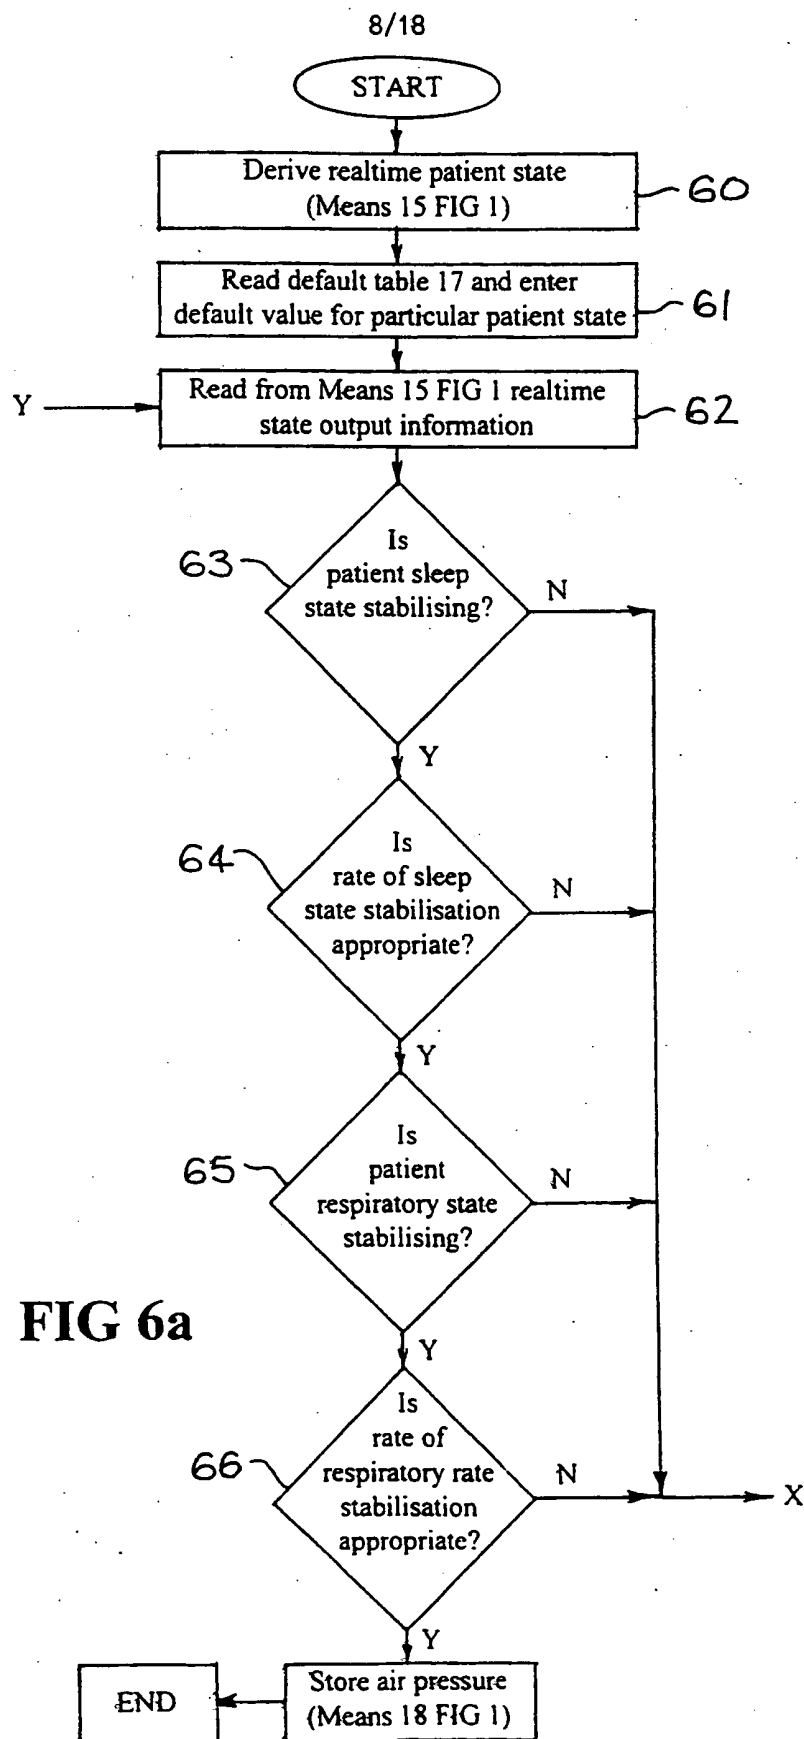 8/18
START
Derive realtime patient state
(Means 15 FIG 1)
60
Read default table 17 and enter
default value for particular patient state
61
Y
Read from Means 15 FIG 1 realtime
state output information
62
63
Is
patient sleep
state stabilising?
N
Y
64
Is
rate of sleep
state stabilisation
appropriate?
N
Y
65
Is
patient
respiratory state
stabilising?
N
FIG 6a
Y
66
Is
rate of
respiratory rate
stabilisation
appropriate?
N
X
Y
END
Store air pressure
(Means 18 FIG 1)